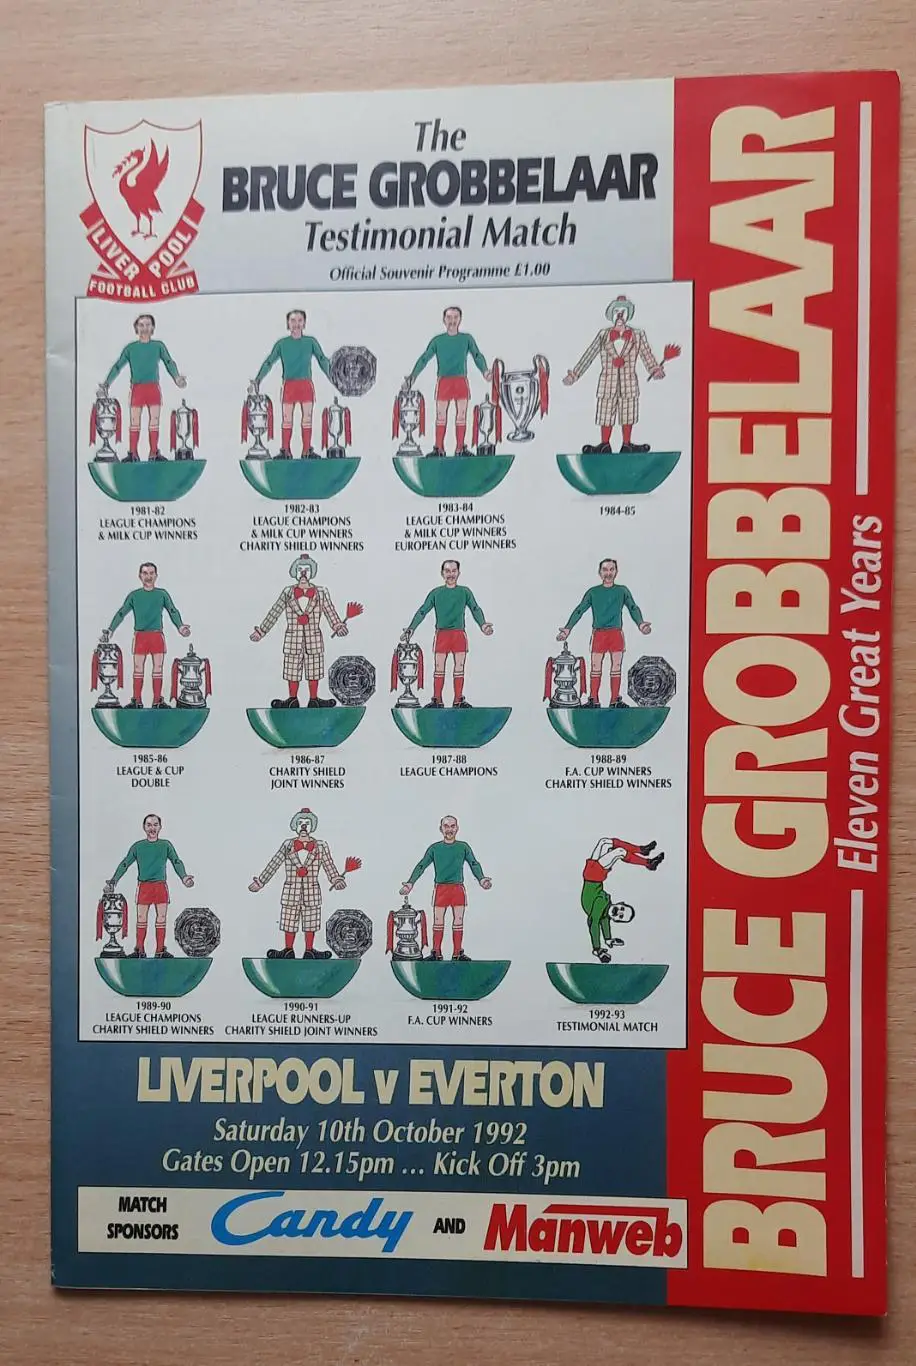 The
BRUCE GROBBELAAR
Testimonial Match
Official Souvenir Programme £1.00
LIVERPOOL
FOOTBALL CLUB
1981-82
LEAGUE CHAMPIONS
& MILK CUP WINNERS
1982-83
LEAGUE CHAMPIONS
& MILK CUP WINNERS
CHARITY SHIELD WINNERS
1983-84
LEAGUE CHAMPIONS
& MILK CUP WINNERS
EUROPEAN CUP WINNERS
1984-85
1985-86
LEAGUE & CUP
DOUBLE
1986-87
CHARITY SHIELD
JOINT WINNERS
1987-88
LEAGUE CHAMPIONS
1988-89
F.A. CUP WINNERS
CHARITY SHIELD WINNERS
1989-90
LEAGUE CHAMPIONS
CHARITY SHIELD WINNERS
1990-91
LEAGUE RUNNERS-UP
CHARITY SHIELD JOINT WINNERS
1991-92
F.A. CUP WINNERS
1992-93
TESTIMONIAL MATCH
LIVERPOOL v EVERTON
Saturday 10th October 1992
Gates Open 12.15pm ... Kick Off 3pm
MATCH
SPONSORS
Candy
AND
Manweb
BRUCE GROBBELAAR
Eleven Great Years